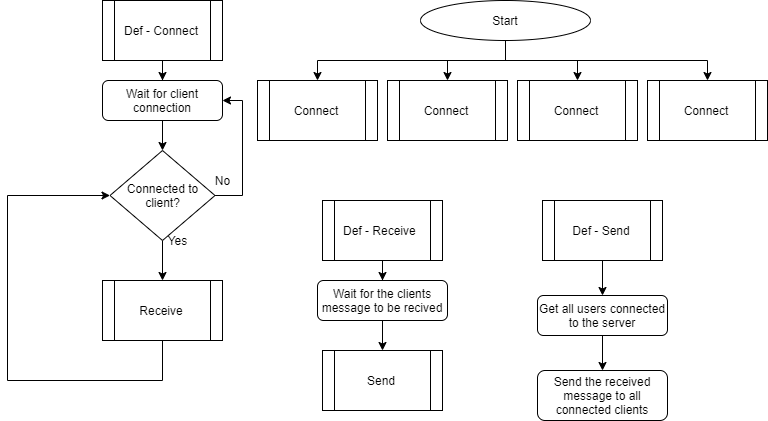 Def - Connect
Wait for client
connection
Connected to
client?
No
Yes
Receive
Start
Connect
Connect
Connect
Connect
Def - Receive
Wait for the clients
message to be recived
Send
Def - Send
Get all users connected
to the server
Send the received
message to all
connected clients